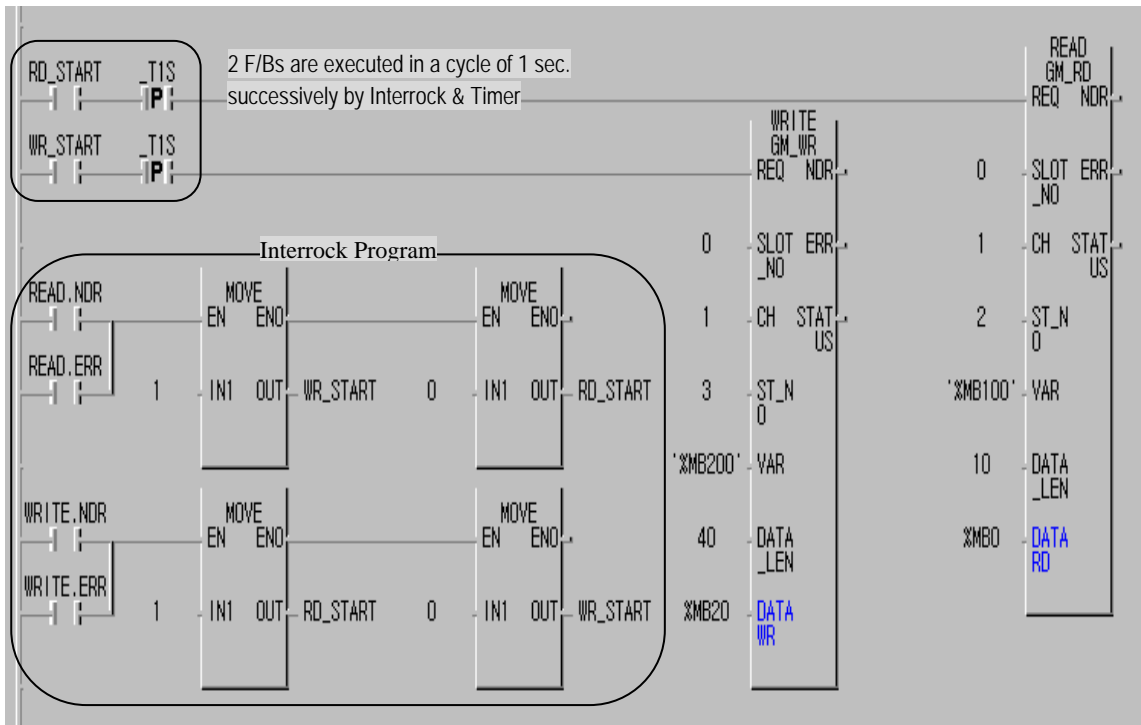 RD_START _T1S
P
2 F/Bs are executed in a cycle of 1 sec.
successively by Interrock & Timer
WR_START _T1S
P
READ
GM_RD
REQ NDR
0 SLOT ERR
_NO
1 CH STAT
US
2 ST_N
O
'%MB100' VAR
10 DATA
_LEN
%MB0 DATA
RD
WRITE
GM_WR
REQ NDR
0 SLOT ERR
_NO
1 CH STAT
US
3 ST_N
O
'%MB200' VAR
40 DATA
_LEN
%MB20 DATA
WR
Interrock Program
READ.NDR MOVE MOVE
EN ENO EN ENO
READ.ERR
1 IN1 OUT WR_START 0 IN1 OUT RD_START
WRITE.NDR MOVE MOVE
EN ENO EN ENO
WRITE.ERR
1 IN1 OUT RD_START 0 IN1 OUT WR_START